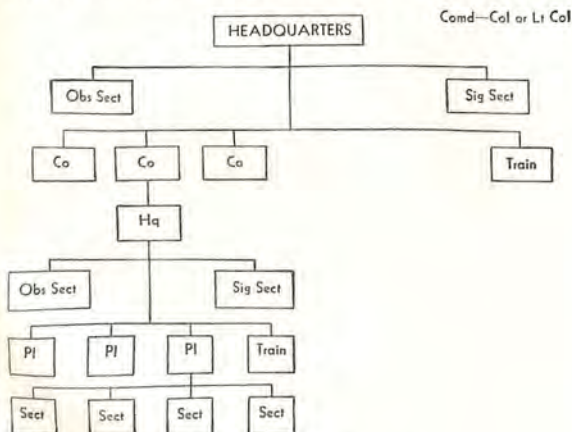 Comd—Col or Lt Col
HEADQUARTERS
Obs Sect Sig Sect
Co Co Co Train
Hq
Obs Sect Sig Sect
Pl Pl Pl Train
Sect Sect Sect Sect